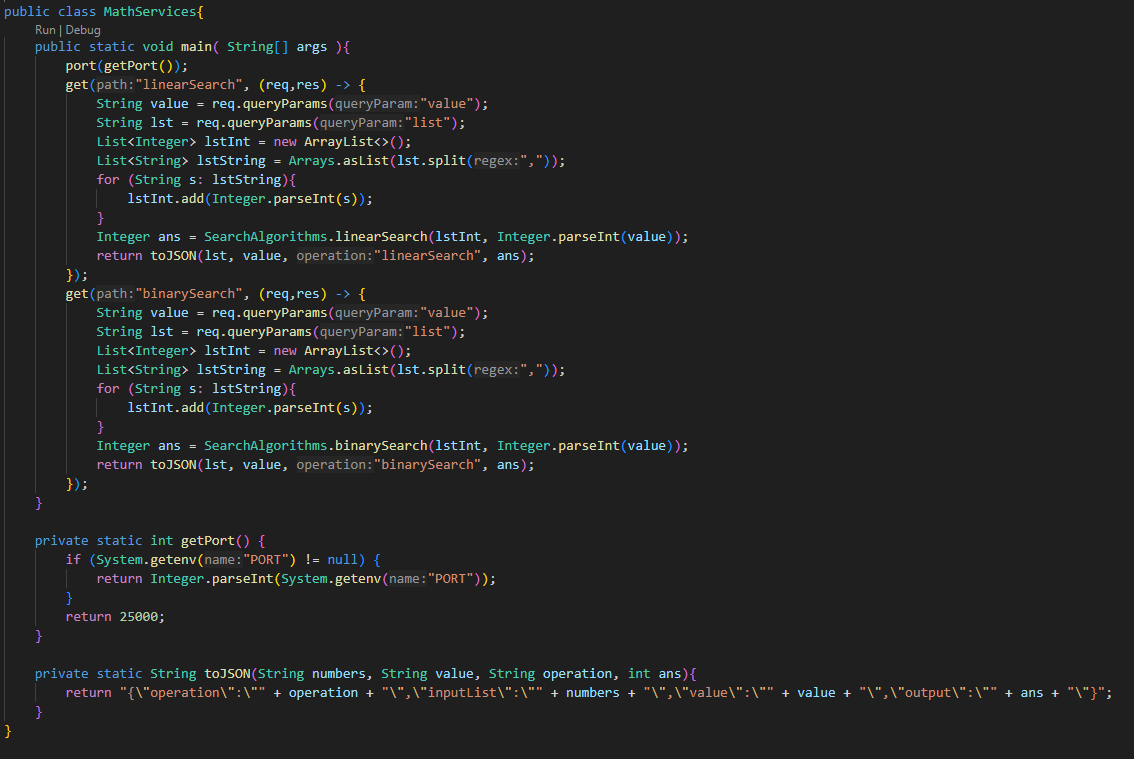 public class MathServices{
Run | Debug
public static void main( String[] args ){
port(getPort());
get(path:"linearSearch", (req,res) -> {
String value = req.queryParams(queryParam:"value");
String lst = req.queryParams(queryParam:"list");
List<Integer> lstInt = new ArrayList<>();
List<String> lstString = Arrays.asList(lst.split(regex:","));
for (String s: lstString){
lstInt.add(Integer.parseInt(s));
}
Integer ans = SearchAlgorithms.linearSearch(lstInt, Integer.parseInt(value));
return toJSON(lst, value, operation:"linearSearch", ans);
});
get(path:"binarySearch", (req,res) -> {
String value = req.queryParams(queryParam:"value");
String lst = req.queryParams(queryParam:"list");
List<Integer> lstInt = new ArrayList<>();
List<String> lstString = Arrays.asList(lst.split(regex:","));
for (String s: lstString){
lstInt.add(Integer.parseInt(s));
}
Integer ans = SearchAlgorithms.binarySearch(lstInt, Integer.parseInt(value));
return toJSON(lst, value, operation:"binarySearch", ans);
});
}
private static int getPort() {
if (System.getenv(name:"PORT") != null) {
return Integer.parseInt(System.getenv(name:"PORT"));
}
return 25000;
}
private static String toJSON(String numbers, String value, String operation, int ans){
return "{\"operation\":\"" + operation + "\",\"inputList\":\"" + numbers + "\",\"value\":\"" + value + "\",\"output\":\"" + ans + "\"}";
}
}